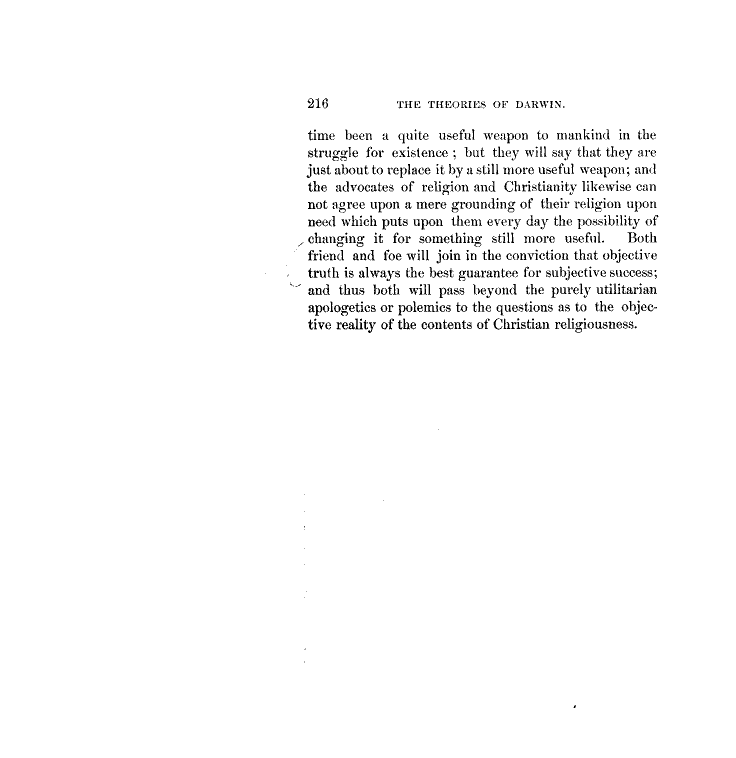 216 THE THEORIES OF DARWIN.
time been a quite useful weapon to mankind in the
struggle for existence ; but they will say that they are
just about to replace it by a still more useful weapon; and
the advocates of religion and Christianity likewise can
not agree upon a mere grounding of their religion upon
need which puts upon them every day the possibility of
changing it for something still more useful. Both
friend and foe will join in the conviction that objective
truth is always the best guarantee for subjective success;
and thus both will pass beyond the purely utilitarian
apologetics or polemics to the questions as to the objec-
tive reality of the contents of Christian religiousness.